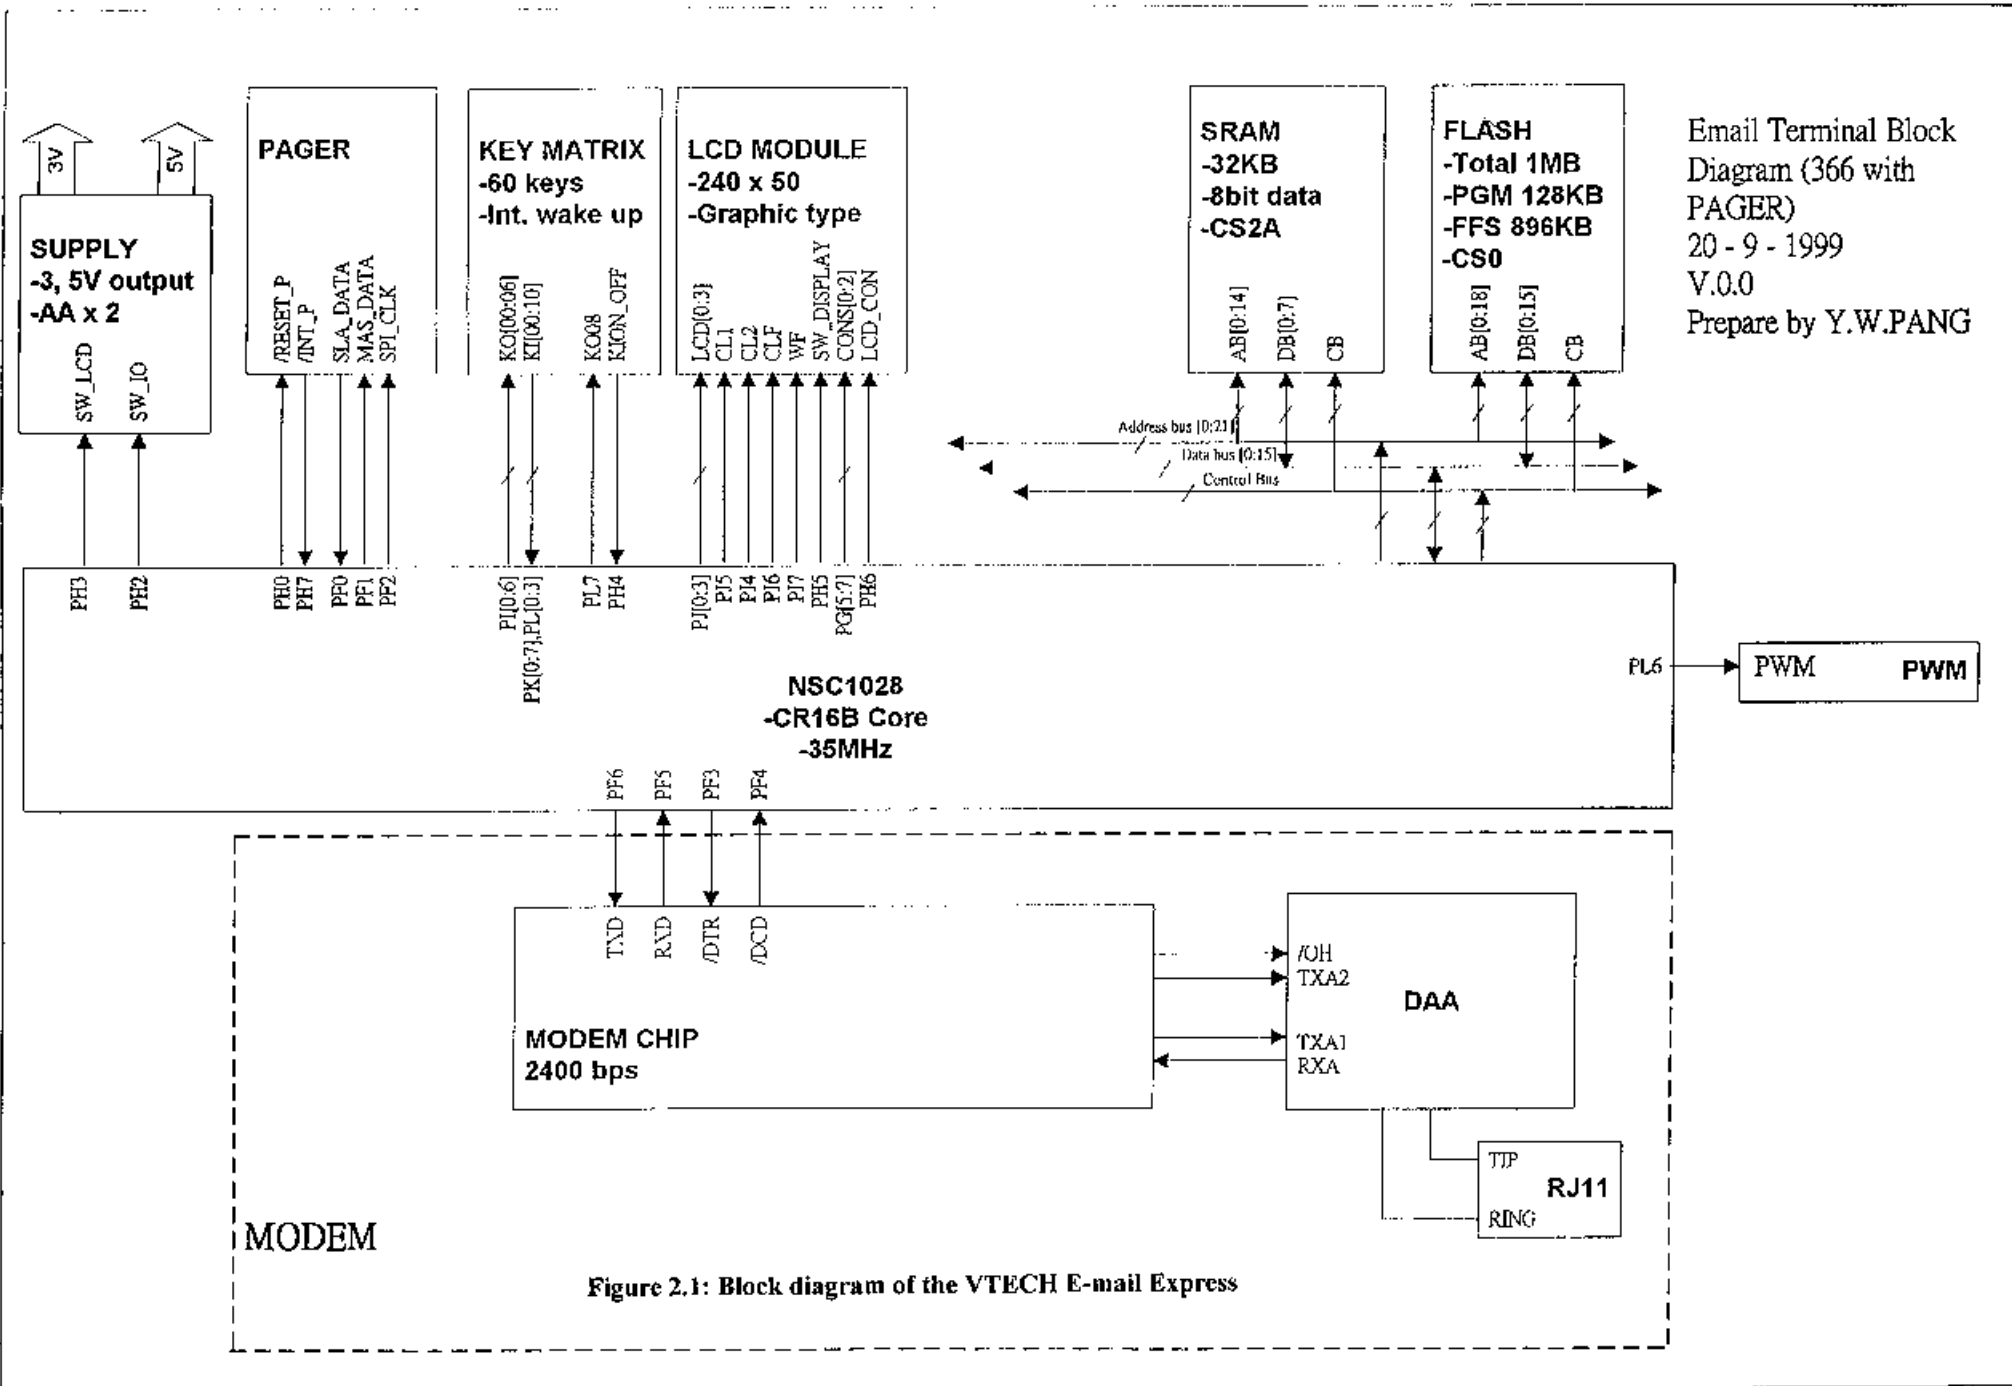 3V
5V
SUPPLY
-3, 5V output
-AA x 2
SW_LCD
SW_IO
PAGER
/RESET_P
/INT_P
SLA_DATA
MAS_DATA
SPI_CLK
KEY MATRIX
-60 keys
-Int. wake up
KO[00:06]
KI[00:10]
KO08
KION_OFF
LCD MODULE
-240 x 50
-Graphic type
LCD[0:3]
CL1
CL2
CLF
WF
SW_DISPLAY
CONS[0:2]
LCD_CON
SRAM
-32KB
-8bit data
-CS2A
AB[0:14]
DB[0:7]
CB
FLASH
-Total 1MB
-PGM 128KB
-FFS 896KB
-CS0
AB[0:18]
DB[0:15]
CB
Email Terminal Block
Diagram (366 with
PAGER)
20 - 9 - 1999
V.0.0
Prepare by Y.W.PANG
Address bus [0:21]
Data bus [0:15]
Control Bus
PH3
PH2
PH0
PH7
PF0
PF1
PF2
PI[0:6]
PK[0:7],PL[0:3]
PL7
PH4
PJ[0:3]
PJ5
PJ4
PJ6
PJ7
PH5
PG[5:7]
PH6
NSC1028
-CR16B Core
-35MHz
PL6
PWM
PWM
PF6
PF5
PF3
PF4
TXD
RXD
/DTR
/DCD
MODEM CHIP
2400 bps
/OH
TXA2
TXA1
RXA
DAA
TIP
RJ11
RING
MODEM
Figure 2.1: Block diagram of the VTECH E-mail Express